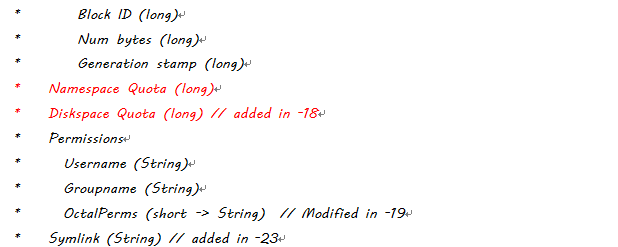 * Block ID (long)
* Num bytes (long)
* Generation stamp (long)
* Namespace Quota (long)
* Diskspace Quota (long) // added in -18
* Permissions
* Username (String)
* Groupname (String)
* OctalPerms (short -> String) // Modified in -19
* Symlink (String) // added in -23